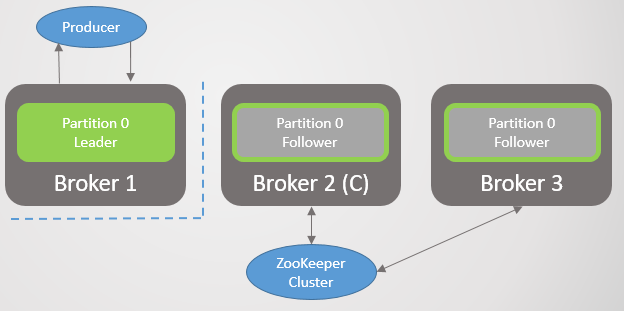 Producer
Partition 0
Leader
Broker 1
Partition 0
Follower
Broker 2 (C)
Partition 0
Follower
Broker 3
ZooKeeper
Cluster